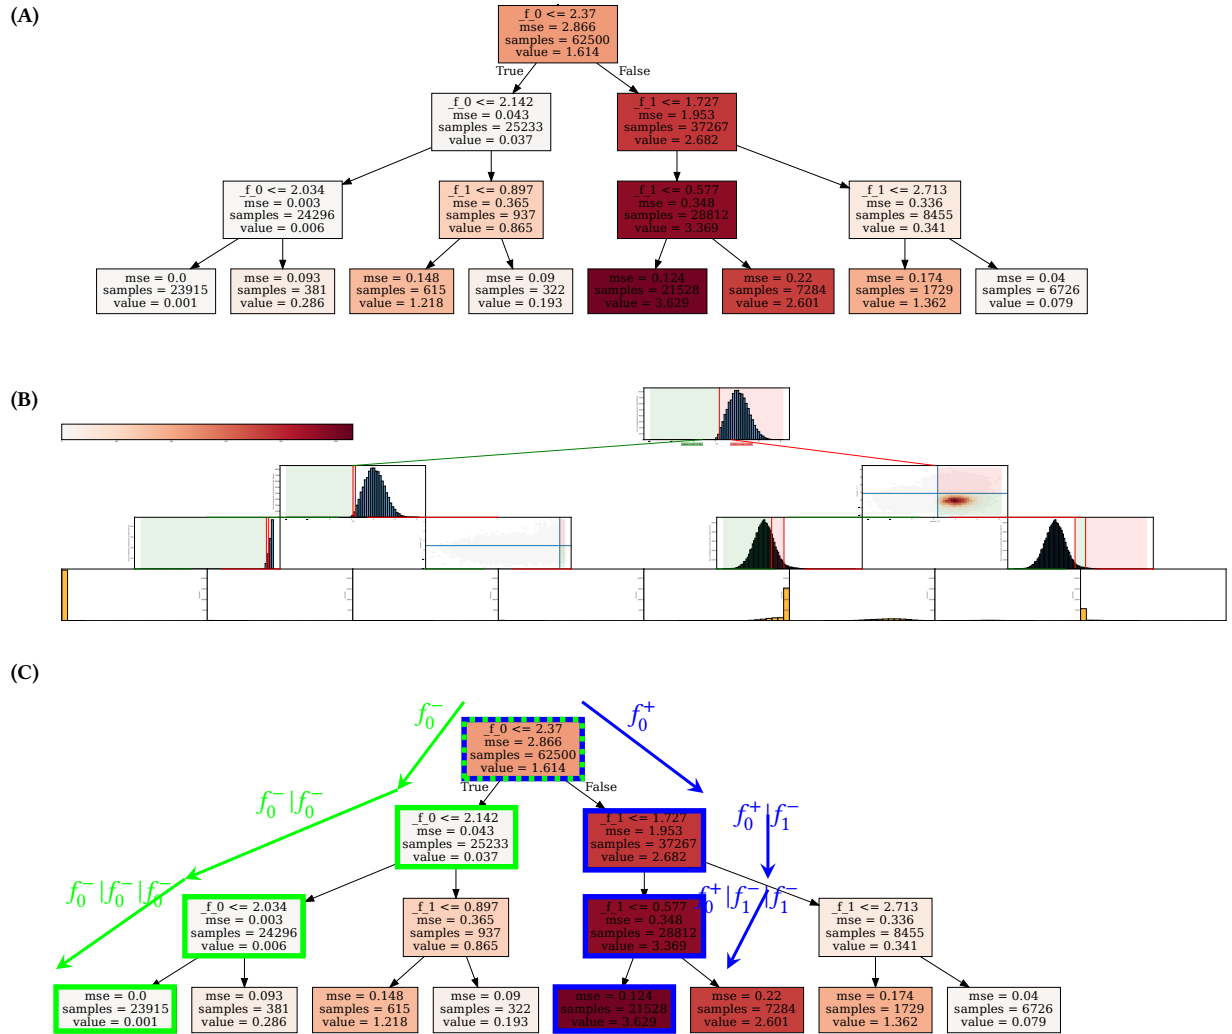 (A)
_f_0 <= 2.37
mse = 2.866
samples = 62500
value = 1.614
True
False
_f_0 <= 2.142
mse = 0.043
samples = 25233
value = 0.037
_f_1 <= 1.727
mse = 1.953
samples = 37267
value = 2.682
_f_0 <= 2.034
mse = 0.003
samples = 24296
value = 0.006
_f_1 <= 0.897
mse = 0.365
samples = 937
value = 0.865
_f_1 <= 0.577
mse = 0.348
samples = 28812
value = 3.369
_f_1 <= 2.713
mse = 0.336
samples = 8455
value = 0.341
mse = 0.0
samples = 23915
value = 0.001
mse = 0.093
samples = 381
value = 0.286
mse = 0.148
samples = 615
value = 1.218
mse = 0.09
samples = 322
value = 0.193
mse = 0.124
samples = 21528
value = 3.629
mse = 0.22
samples = 7284
value = 2.601
mse = 0.174
samples = 1729
value = 1.362
mse = 0.04
samples = 6726
value = 0.079
(B)
(C)
f₀⁻
f₀⁺
_f_0 <= 2.37
mse = 2.866
samples = 62500
value = 1.614
True
False
f₀⁻|f₀⁻
f₀⁺|f₁⁻
_f_0 <= 2.142
mse = 0.043
samples = 25233
value = 0.037
_f_1 <= 1.727
mse = 1.953
samples = 37267
value = 2.682
f₀⁻|f₀⁻|f₀⁻
f₀⁺|f₁⁻|f₁⁻
_f_0 <= 2.034
mse = 0.003
samples = 24296
value = 0.006
_f_1 <= 0.897
mse = 0.365
samples = 937
value = 0.865
_f_1 <= 0.577
mse = 0.348
samples = 28812
value = 3.369
_f_1 <= 2.713
mse = 0.336
samples = 8455
value = 0.341
mse = 0.0
samples = 23915
value = 0.001
mse = 0.093
samples = 381
value = 0.286
mse = 0.148
samples = 615
value = 1.218
mse = 0.09
samples = 322
value = 0.193
mse = 0.124
samples = 21528
value = 3.629
mse = 0.22
samples = 7284
value = 2.601
mse = 0.174
samples = 1729
value = 1.362
mse = 0.04
samples = 6726
value = 0.079